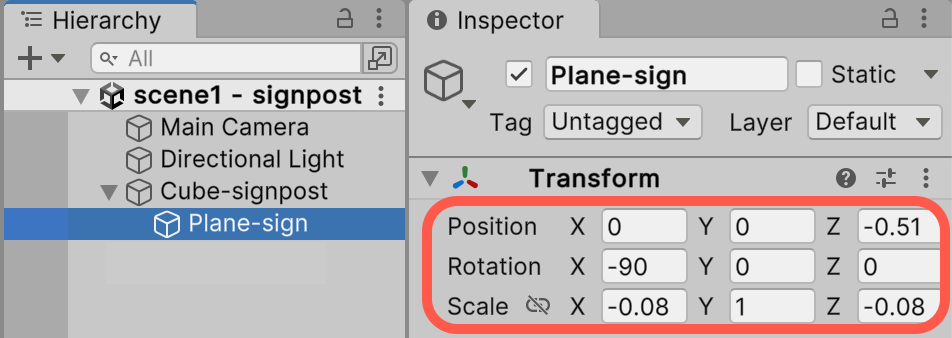 Hierarchy
All
scene1 - signpost
Main Camera
Directional Light
Cube-signpost
Plane-sign
Inspector
Plane-sign Static
Tag Untagged Layer Default
Transform
Position X 0 Y 0 Z -0.51
Rotation X -90 Y 0 Z 0
Scale X -0.08 Y 1 Z -0.08